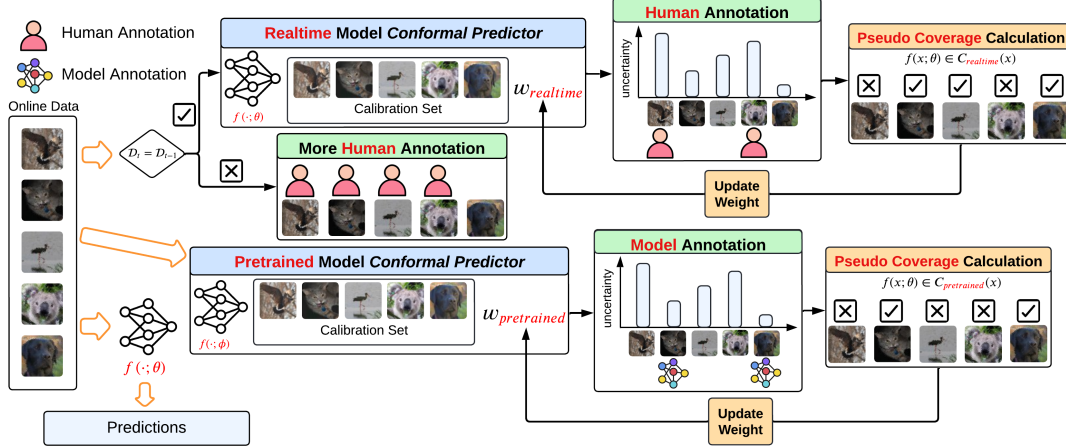 Human Annotation
Model Annotation
Online Data
𝒟ₜ = 𝒟ₜ₋₁
Realtime Model Conformal Predictor
f(·;θ)
Calibration Set
w_realtime
More Human Annotation
Human Annotation
uncertainty
Pseudo Coverage Calculation
f(x;θ) ∈ C_realtime(x)
Update
Weight
Pretrained Model Conformal Predictor
f(·;ϕ)
Calibration Set
w_pretrained
Model Annotation
uncertainty
Pseudo Coverage Calculation
f(x;θ) ∈ C_pretrained(x)
Update
Weight
f(·;θ)
Predictions